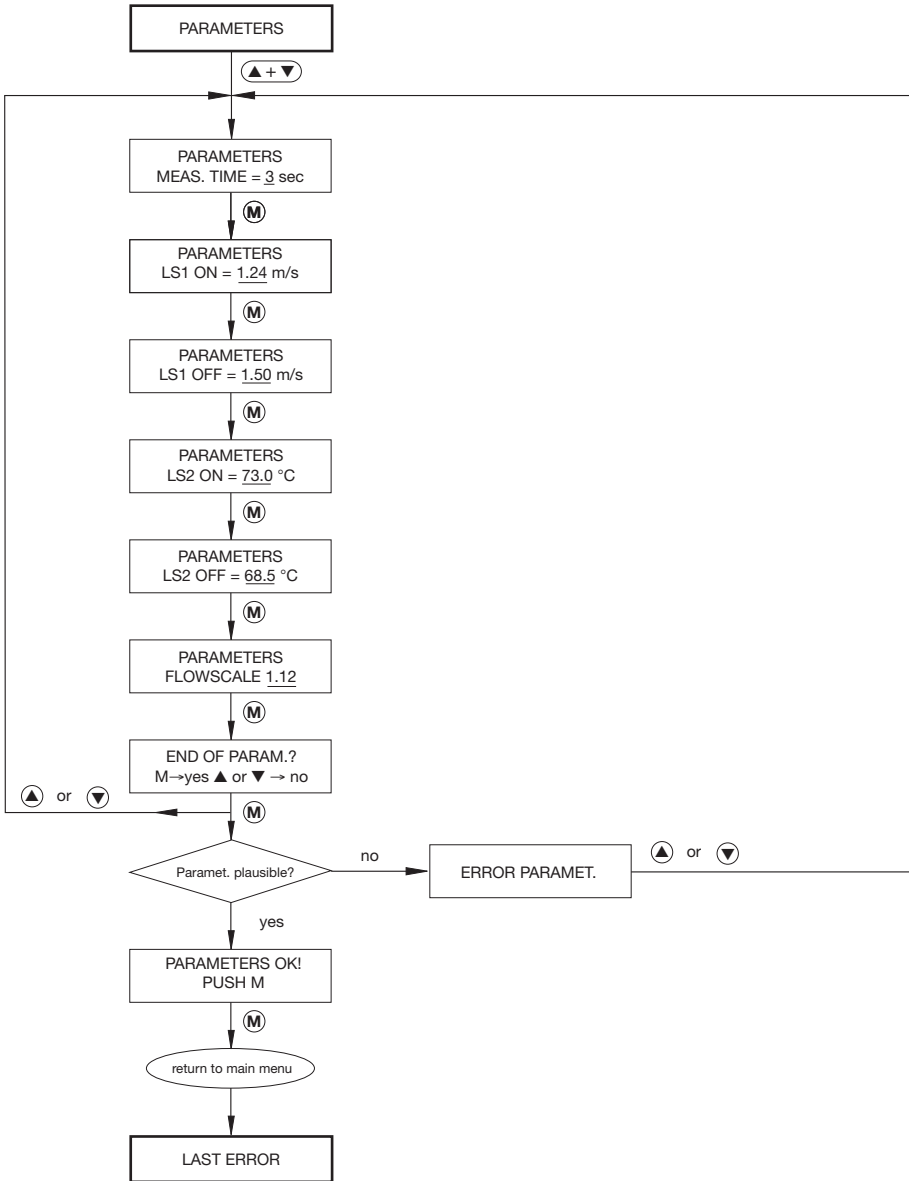 PARAMETERS
▲ + ▼
PARAMETERS
MEAS. TIME = 3 sec
M
PARAMETERS
LS1 ON = 1.24 m/s
M
PARAMETERS
LS1 OFF = 1.50 m/s
M
PARAMETERS
LS2 ON = 73.0 °C
M
PARAMETERS
LS2 OFF = 68.5 °C
M
PARAMETERS
FLOWSCALE 1.12
M
END OF PARAM.?
M→yes ▲ or ▼ → no
▲ or ▼
M
Paramet. plausible?
no
ERROR PARAMET.
▲ or ▼
yes
PARAMETERS OK!
PUSH M
M
return to main menu
LAST ERROR